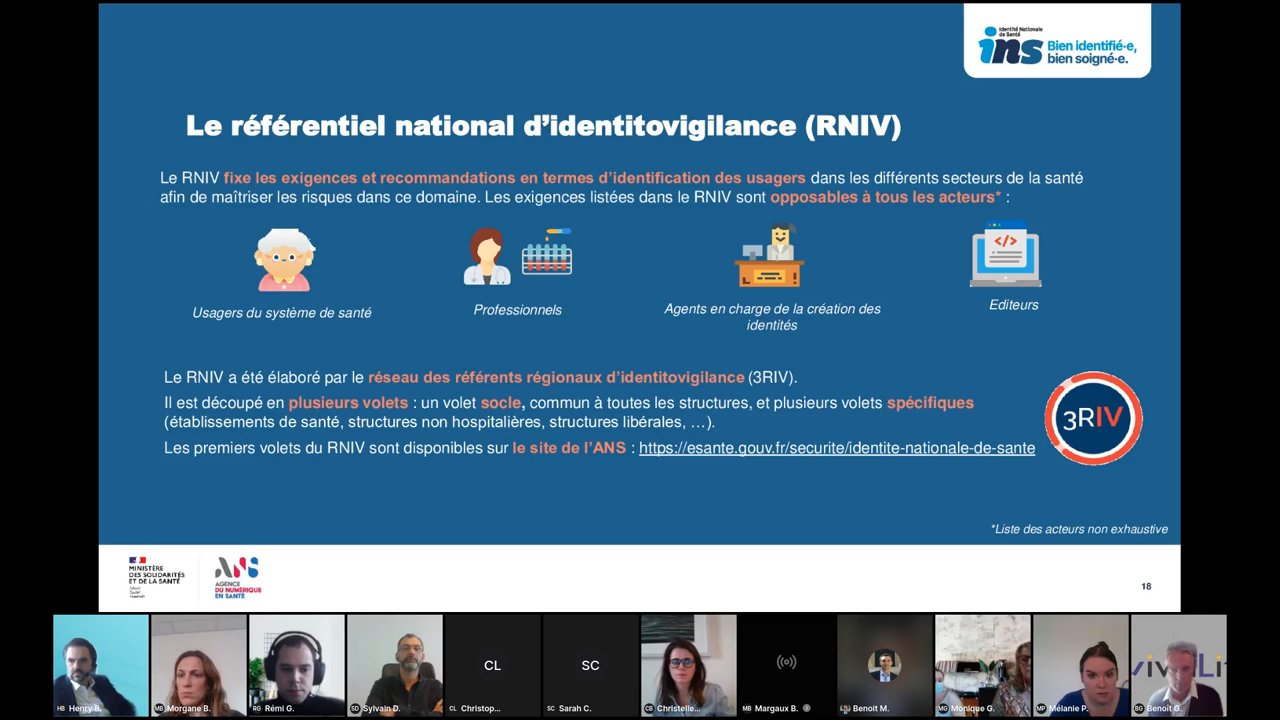 Identité Nationale
de Santé
ins Bien identifié·e,
bien soigné·e.
Le référentiel national d’identitovigilance (RNIV)
Le RNIV fixe les exigences et recommandations en termes d’identification des usagers dans les différents secteurs de la santé
afin de maîtriser les risques dans ce domaine. Les exigences listées dans le RNIV sont opposables à tous les acteurs* :
Usagers du système de santé
Professionnels
Agents en charge de la création des
identités
Editeurs
Le RNIV a été élaboré par le réseau des référents régionaux d’identitovigilance (3RIV).
Il est découpé en plusieurs volets : un volet socle, commun à toutes les structures, et plusieurs volets spécifiques
(établissements de santé, structures non hospitalières, structures libérales, …).
Les premiers volets du RNIV sont disponibles sur le site de l’ANS : https://esante.gouv.fr/securite/identite-nationale-de-sante
3RIV
*Liste des acteurs non exhaustive
MINISTÈRE
DES SOLIDARITÉS
ET DE LA SANTÉ
ANS
AGENCE
DU NUMÉRIQUE
EN SANTÉ
18
CL
SC
HB Henry B.
MB Morgane B.
RG Rémi G.
SD Sylvain D.
CL Christop...
SC Sarah C.
CB Christelle...
MB Margaux B.
Benoit M.
MG Monique G.
MP Mélanie P.
BG Benoît G.